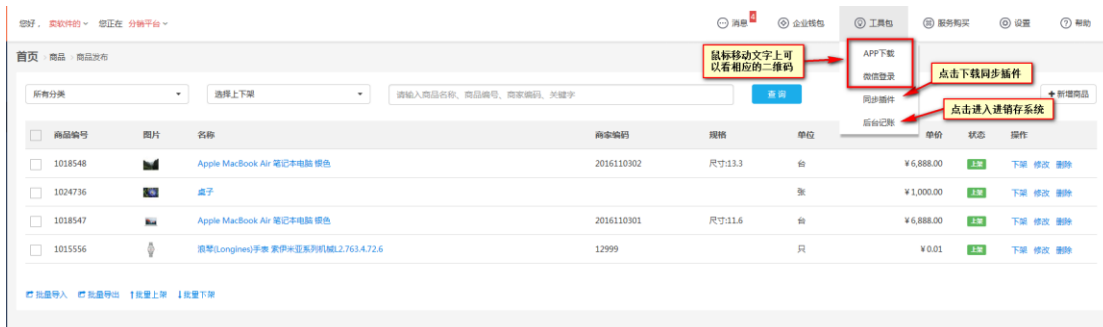 您好， 卖软件的 您正在 分销平台 消息 4 企业钱包 工具包 服务购买 设置 帮助
首页 商品 商品发布
鼠标移动文字上可
以看相应的二维码
APP下载
微信登录
同步插件
后台记账
点击下载同步插件
点击进入进销存系统
所有分类 选择上下架 请输入商品名称、商品编号、商家编码、关键字 查询 +新增商品
商品编号 图片 名称 商家编码 规格 单位 单价 状态 操作
1018548 Apple MacBook Air 笔记本电脑 银色 2016110302 尺寸:13.3 台 ¥6,888.00 上架 下架 修改 删除
1024736 桌子 张 ¥1,000.00 上架 下架 修改 删除
1018547 Apple MacBook Air 笔记本电脑 银色 2016110301 尺寸:11.6 台 ¥6,888.00 上架 下架 修改 删除
1015556 浪琴(Longines)手表 索伊米亚系列机械L2.763.4.72.6 12999 只 ¥0.01 上架 下架 修改 删除
批量导入 批量导出 批量上架 批量下架